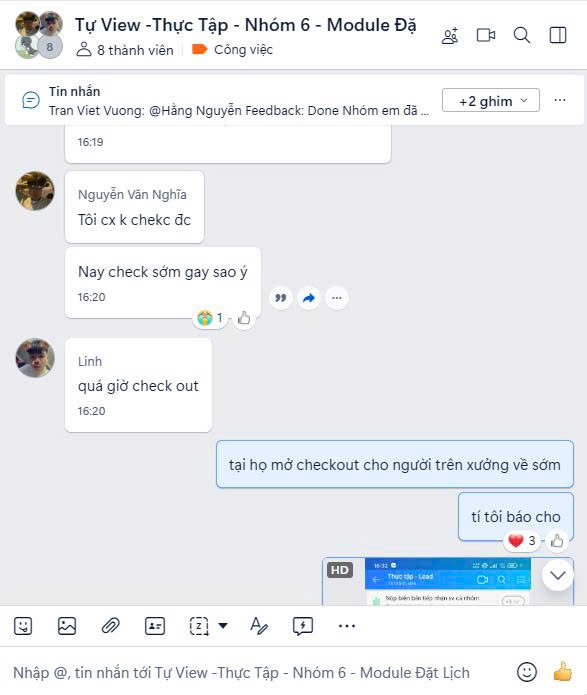 Tự View -Thực Tập - Nhóm 6 - Module Đặ
8
8 thành viên
Công việc
Tin nhắn
Tran Viet Vuong: @Hằng Nguyễn Feedback: Done Nhóm em đã ...
+2 ghim
16:19
Nguyễn Văn Nghĩa
Tôi cx k chekc đc
Nay check sớm gay sao ý
16:20
1
Linh
quá giờ check out
16:20
tại họ mở checkout cho người trên xưởng về sớm
tí tôi báo cho
3
HD
16:32
Thực tập - Lead
Nộp biên bản tiếp nhận sv cả nhóm
Nhập @, tin nhắn tới Tự View -Thực Tập - Nhóm 6 - Module Đặt Lịch